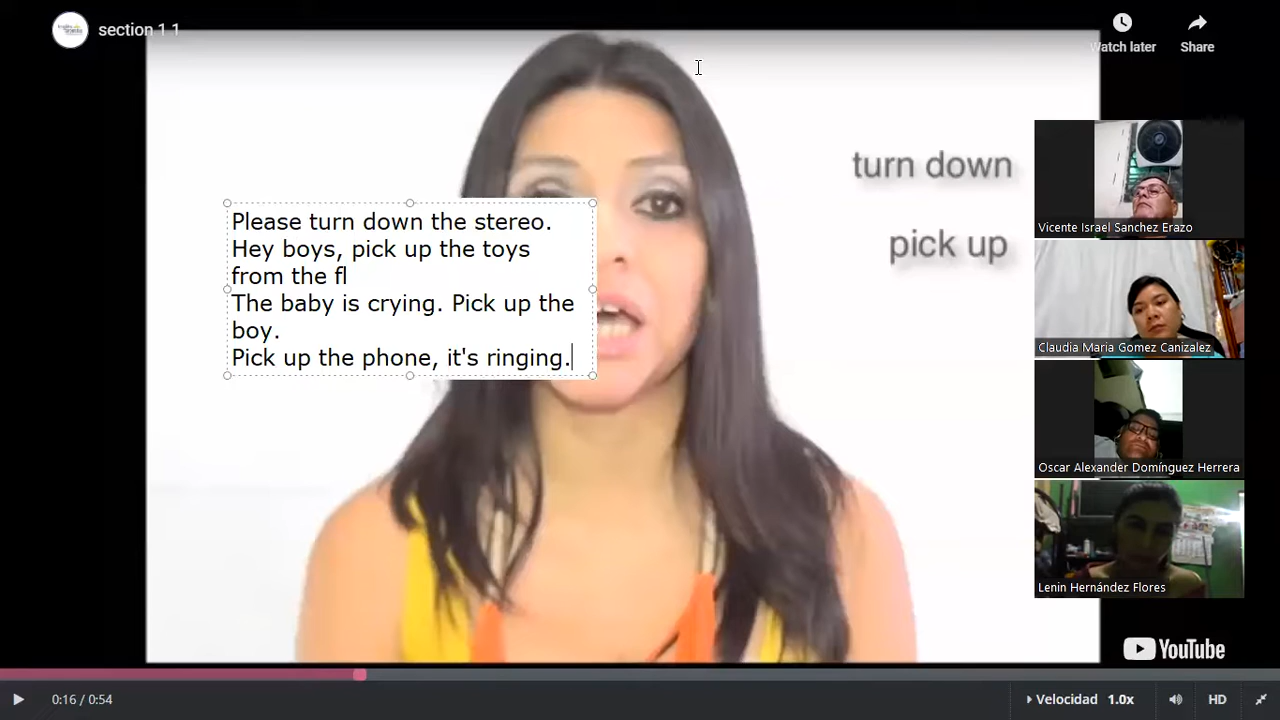 section 1 1
Watch later
Share
turn down
pick up
Please turn down the stereo.
Hey boys, pick up the toys
from the fl
The baby is crying. Pick up the
boy.
Pick up the phone, it's ringing.
Vicente Israel Sanchez Erazo
Claudia Maria Gomez Canizalez
Oscar Alexander Domínguez Herrera
Lenin Hernández Flores
YouTube
0:16 / 0:54
Velocidad 1.0x
HD